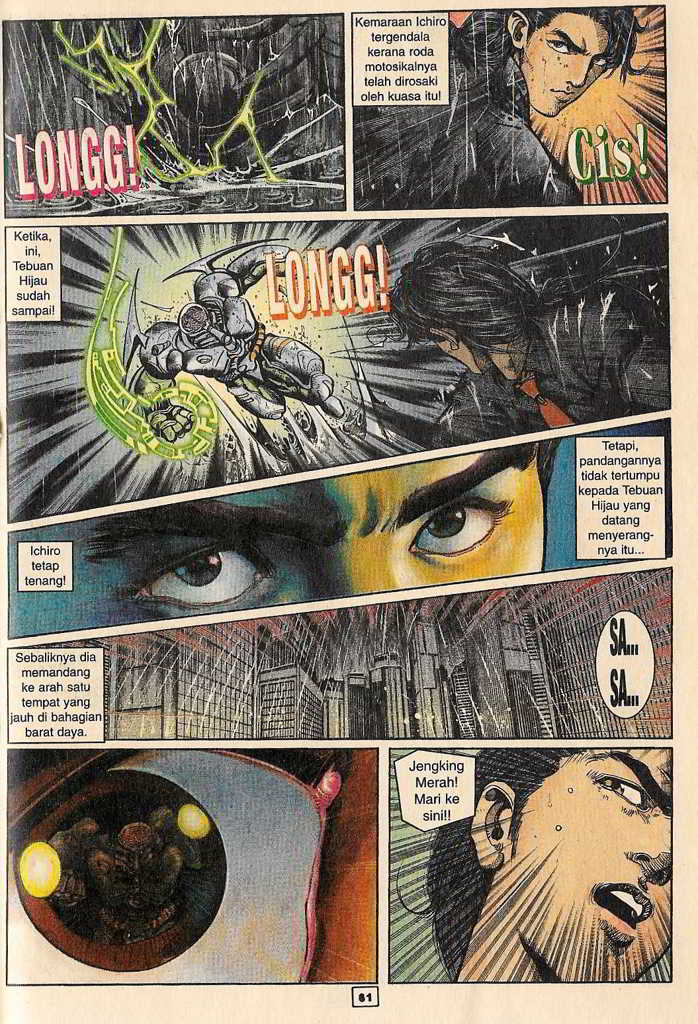 LONGG!
Kemaraan Ichiro
tergendala
kerana roda
motosikalnya
telah dirosaki
oleh kuasa itu!
Cis!
Ketika,
ini,
Tebuan
Hijau
sudah
sampai!
LONGG!
Tetapi,
pandangannya
tidak tertumpu
kepada Tebuan
Hijau yang
datang
menyerang-
nya itu...
Ichiro
tetap
tenang!
Sebaliknya dia
memandang
ke arah satu
tempat yang
jauh di bahagian
barat daya.
SA...
SA...
Jengking
Merah!
Mari ke
sini!!
81